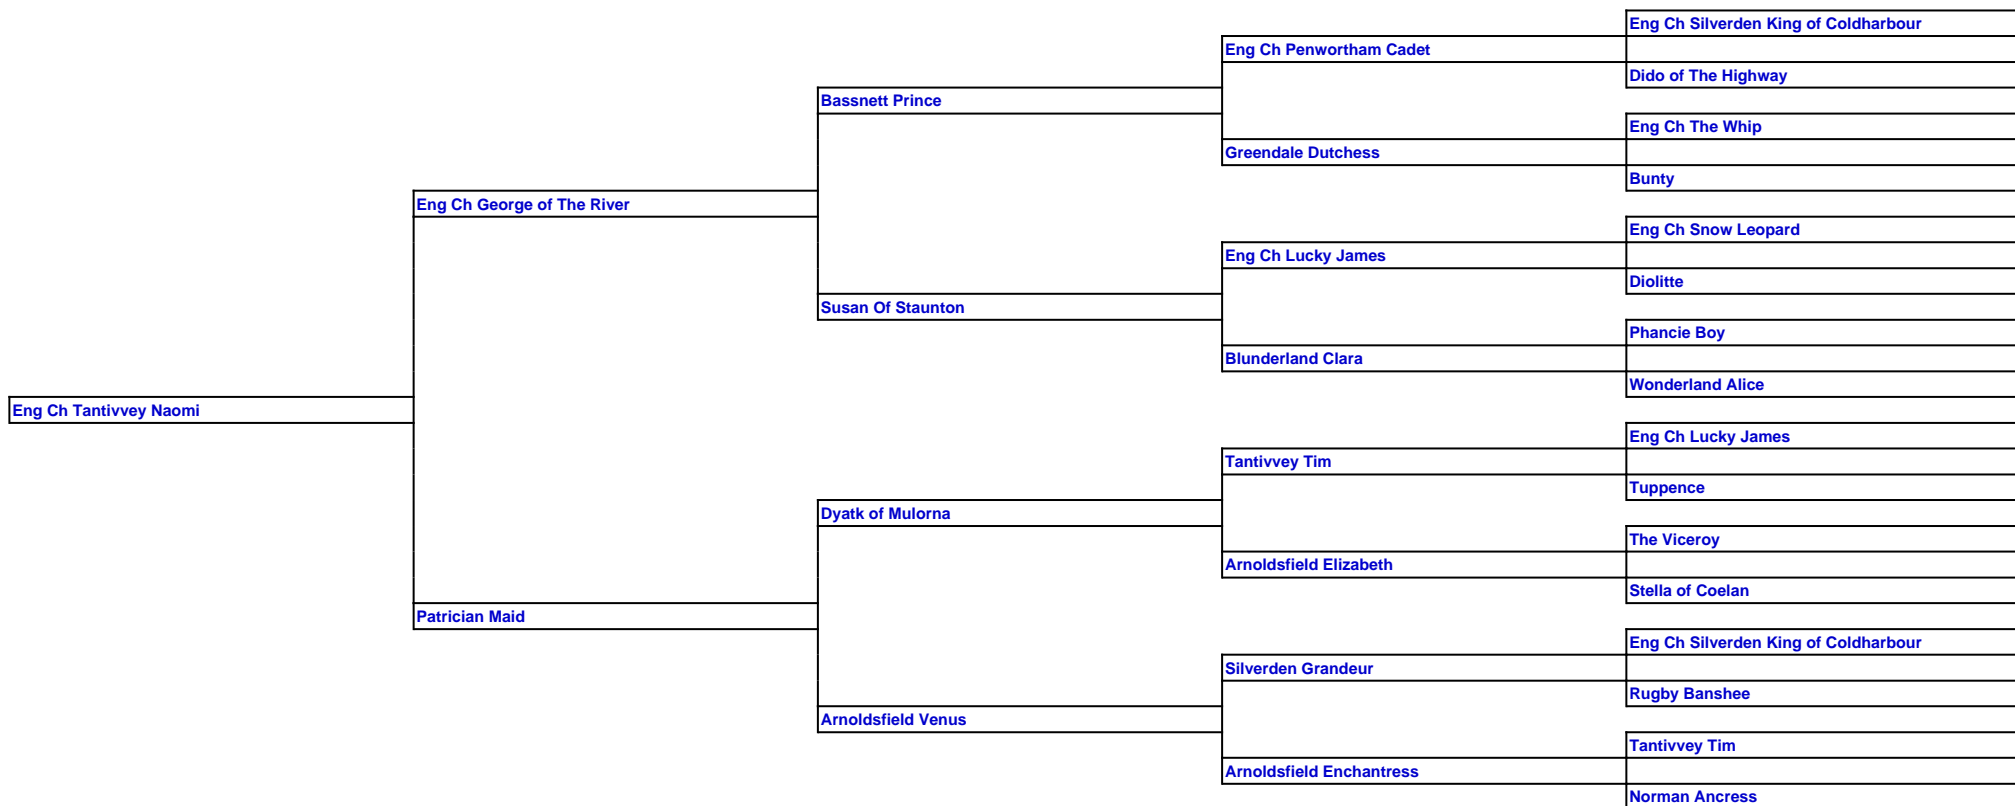 Eng Ch Silverden King of Coldharbour
Eng Ch Penwortham Cadet
Dido of The Highway
Bassnett Prince
Eng Ch The Whip
Greendale Dutchess
Bunty
Eng Ch George of The River
Eng Ch Snow Leopard
Eng Ch Lucky James
Diolitte
Susan Of Staunton
Phancie Boy
Blunderland Clara
Wonderland Alice
Eng Ch Tantivvey Naomi
Eng Ch Lucky James
Tantivvey Tim
Tuppence
Dyatk of Mulorna
The Viceroy
Arnoldsfield Elizabeth
Stella of Coelan
Patrician Maid
Eng Ch Silverden King of Coldharbour
Silverden Grandeur
Rugby Banshee
Arnoldsfield Venus
Tantivvey Tim
Arnoldsfield Enchantress
Norman Ancress